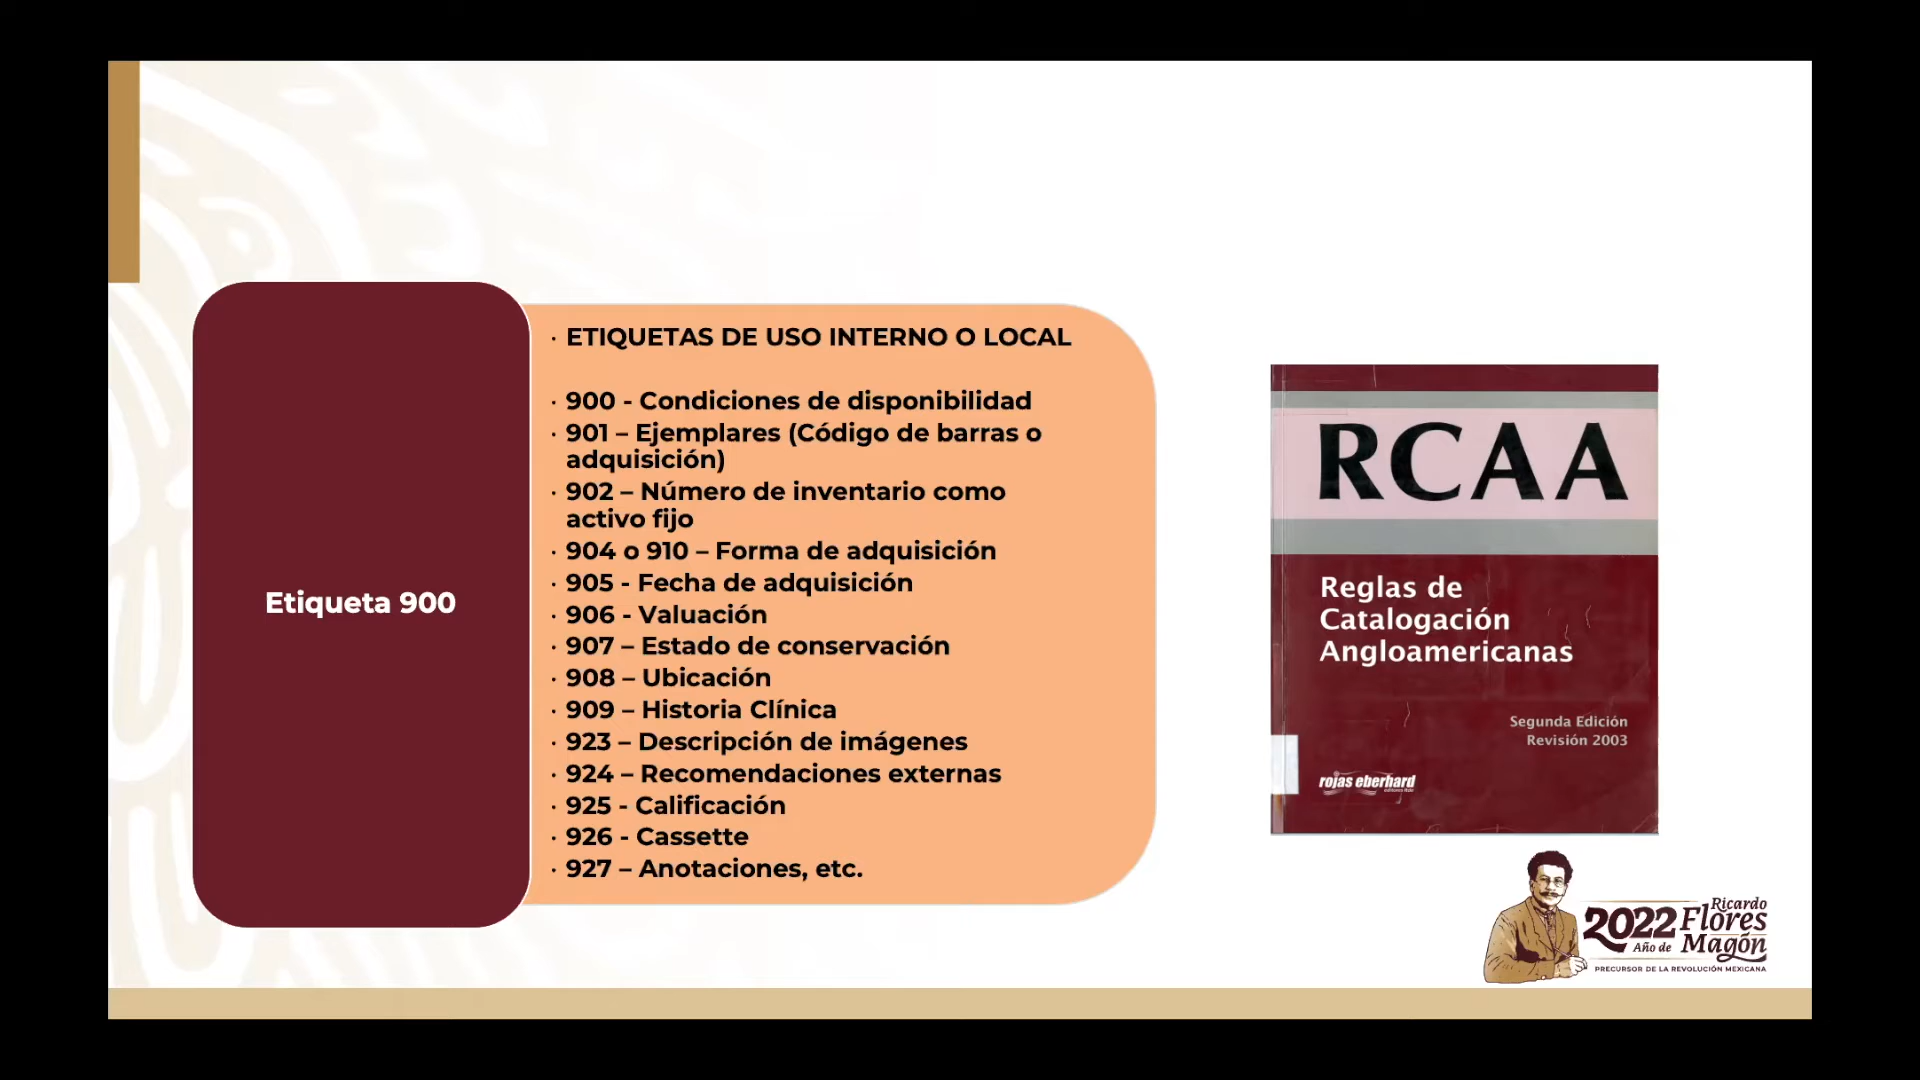 Etiqueta 900
· ETIQUETAS DE USO INTERNO O LOCAL
· 900 - Condiciones de disponibilidad
· 901 – Ejemplares (Código de barras o
adquisición)
· 902 – Número de inventario como
activo fijo
· 904 o 910 – Forma de adquisición
· 905 - Fecha de adquisición
· 906 - Valuación
· 907 – Estado de conservación
· 908 – Ubicación
· 909 – Historia Clínica
· 923 – Descripción de imágenes
· 924 – Recomendaciones externas
· 925 - Calificación
· 926 - Cassette
· 927 – Anotaciones, etc.
RCAA
Reglas de
Catalogación
Angloamericanas
Segunda Edición
Revisión 2003
rojas eberhard
2022 Ricardo
Año de Flores
Magón
PRECURSOR DE LA REVOLUCIÓN MEXICANA